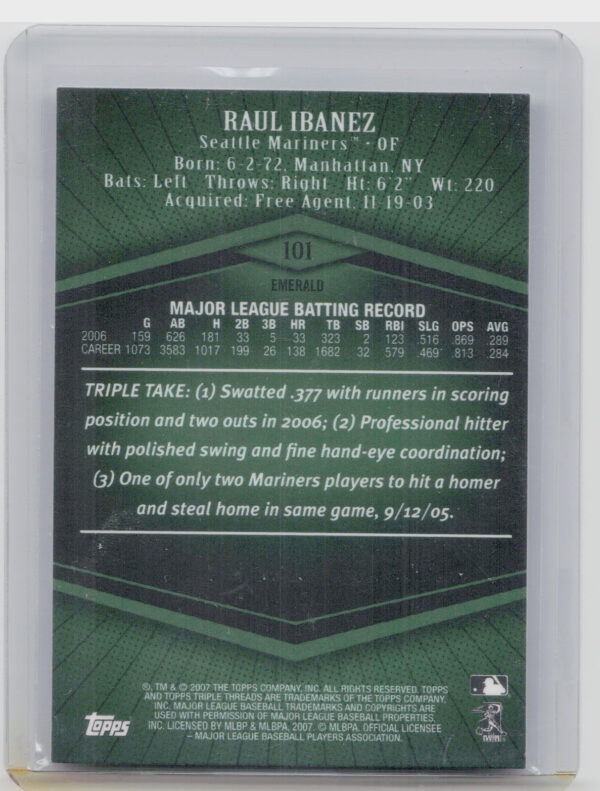 RAUL IBANEZ
Seattle Mariners™ - OF
Born: 6-2-72, Manhattan, NY
Bats: Left Throws: Right Ht: 6'2" Wt: 220
Acquired: Free Agent, 11-19-03
101
EMERALD
MAJOR LEAGUE BATTING RECORD
G AB H 2B 3B HR TB SB RBI SLG OPS AVG
2006 159 626 181 33 5 33 323 2 123 .516 .869 .289
CAREER 1073 3583 1017 199 26 138 1682 32 579 .469 .813 .284
TRIPLE TAKE: (1) Swatted .377 with runners in scoring
position and two outs in 2006; (2) Professional hitter
with polished swing and fine hand-eye coordination;
(3) One of only two Mariners players to hit a homer
and steal home in same game, 9/12/05.
®, TM & © 2007 THE TOPPS COMPANY, INC. ALL RIGHTS RESERVED. TOPPS
AND TOPPS TRIPLE THREADS ARE TRADEMARKS OF THE TOPPS COMPANY,
INC. MAJOR LEAGUE BASEBALL TRADEMARKS AND COPYRIGHTS ARE
USED WITH PERMISSION OF MAJOR LEAGUE BASEBALL PROPERTIES,
INC. LICENSED BY MLBP & MLBPA, 2007. © MLBPA. OFFICIAL LICENSEE
– MAJOR LEAGUE BASEBALL PLAYERS ASSOCIATION.
topps